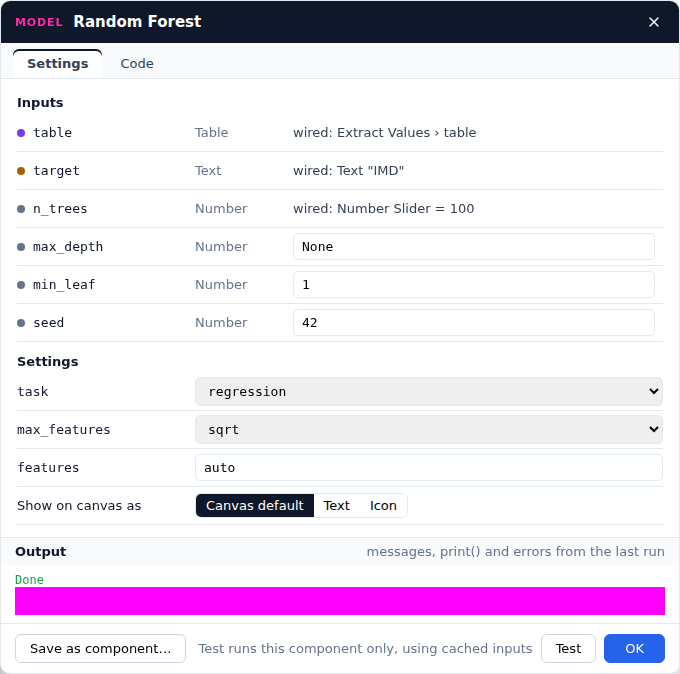 MODEL Random Forest ×
Settings Code
Inputs
table Table wired: Extract Values › table
target Text wired: Text "IMD"
n_trees Number wired: Number Slider = 100
max_depth Number None
min_leaf Number 1
seed Number 42
Settings
task regression
max_features sqrt
features auto
Show on canvas as Canvas default Text Icon
Output messages, print() and errors from the last run
Done
Save as component... Test runs this component only, using cached inputs Test OK